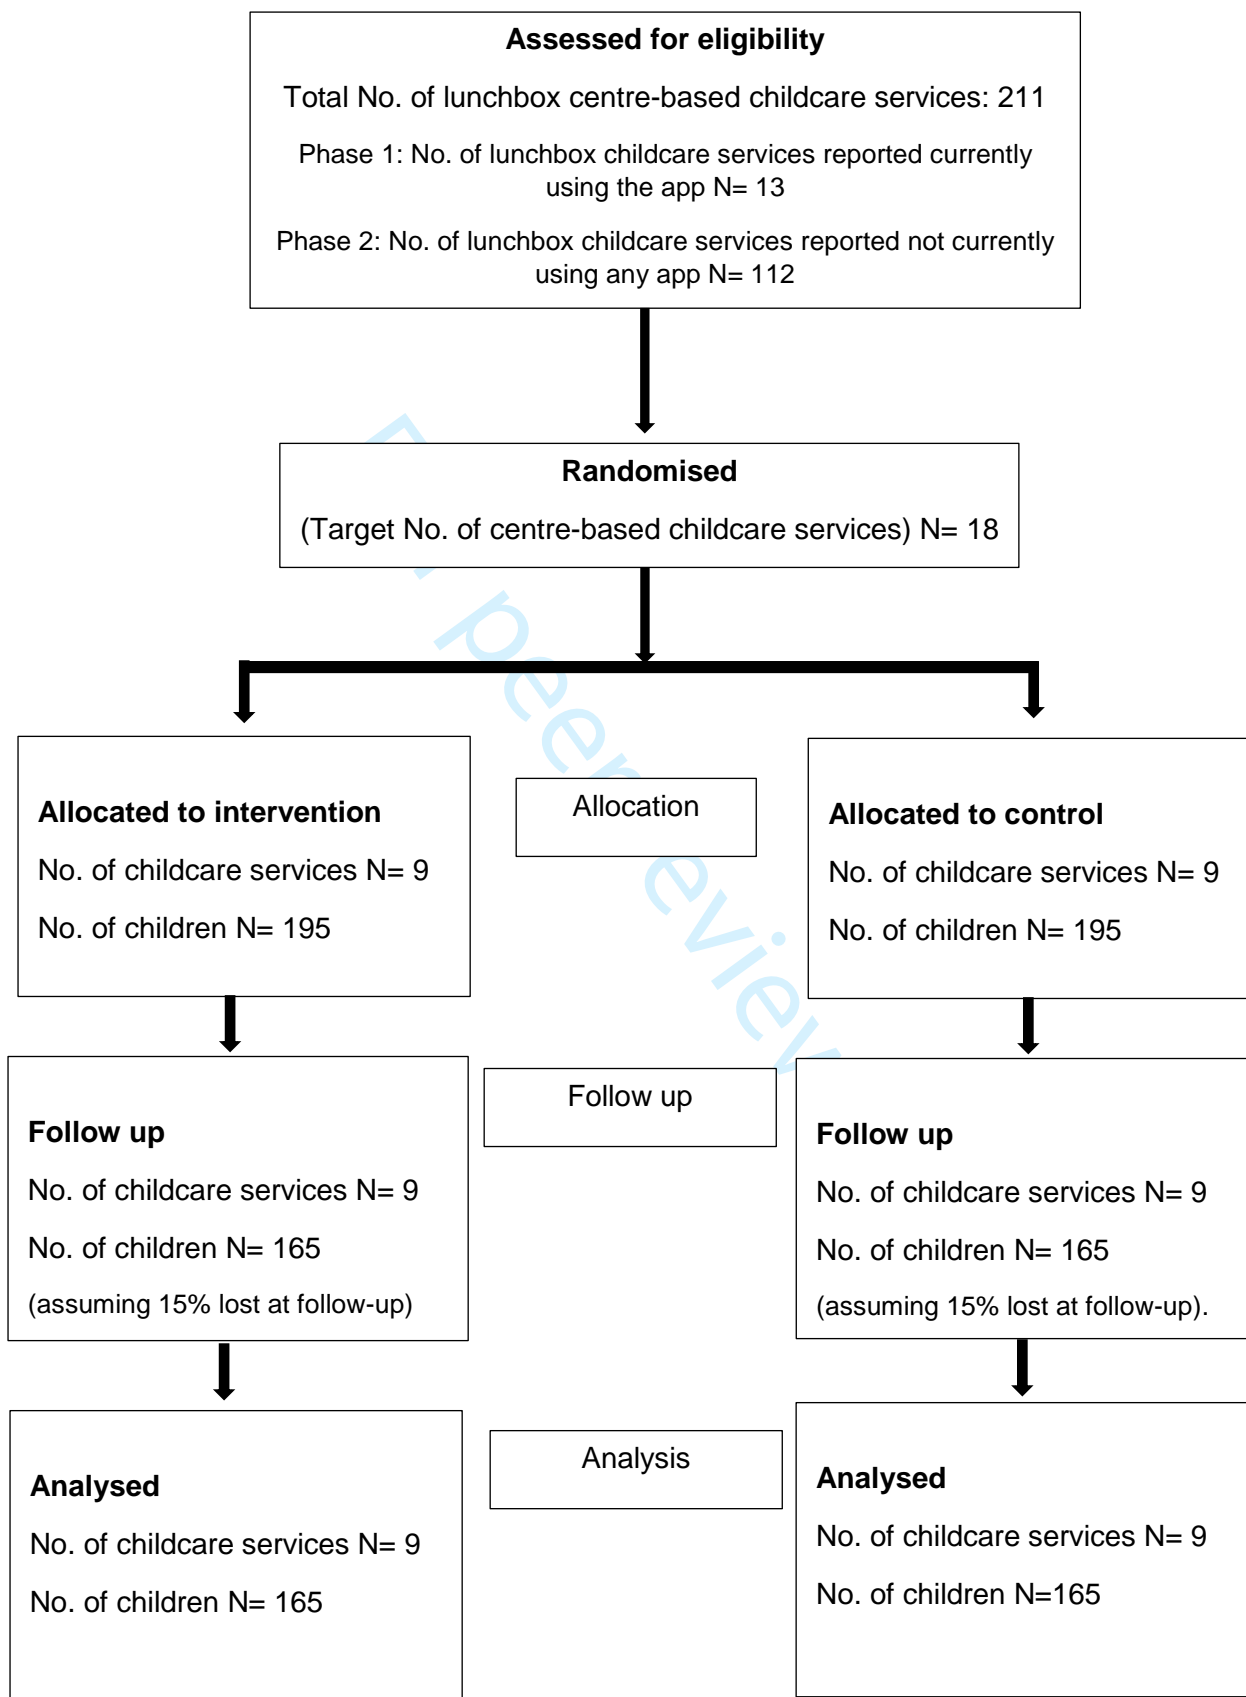 Assessed for eligibility
Total No. of lunchbox centre-based childcare services: 211
Phase 1: No. of lunchbox childcare services reported currently
using the app N= 13
Phase 2: No. of lunchbox childcare services reported not currently
using any app N= 112
Randomised
(Target No. of centre-based childcare services) N= 18
Allocated to intervention
No. of childcare services N= 9
No. of children N= 195
Allocation
Allocated to control
No. of childcare services N= 9
No. of children N= 195
Follow up
No. of childcare services N= 9
No. of children N= 165
(assuming 15% lost at follow-up)
Follow up
Follow up
No. of childcare services N= 9
No. of children N= 165
(assuming 15% lost at follow-up).
Analysed
No. of childcare services N= 9
No. of children N= 165
Analysis
Analysed
No. of childcare services N= 9
No. of children N=165
peer review